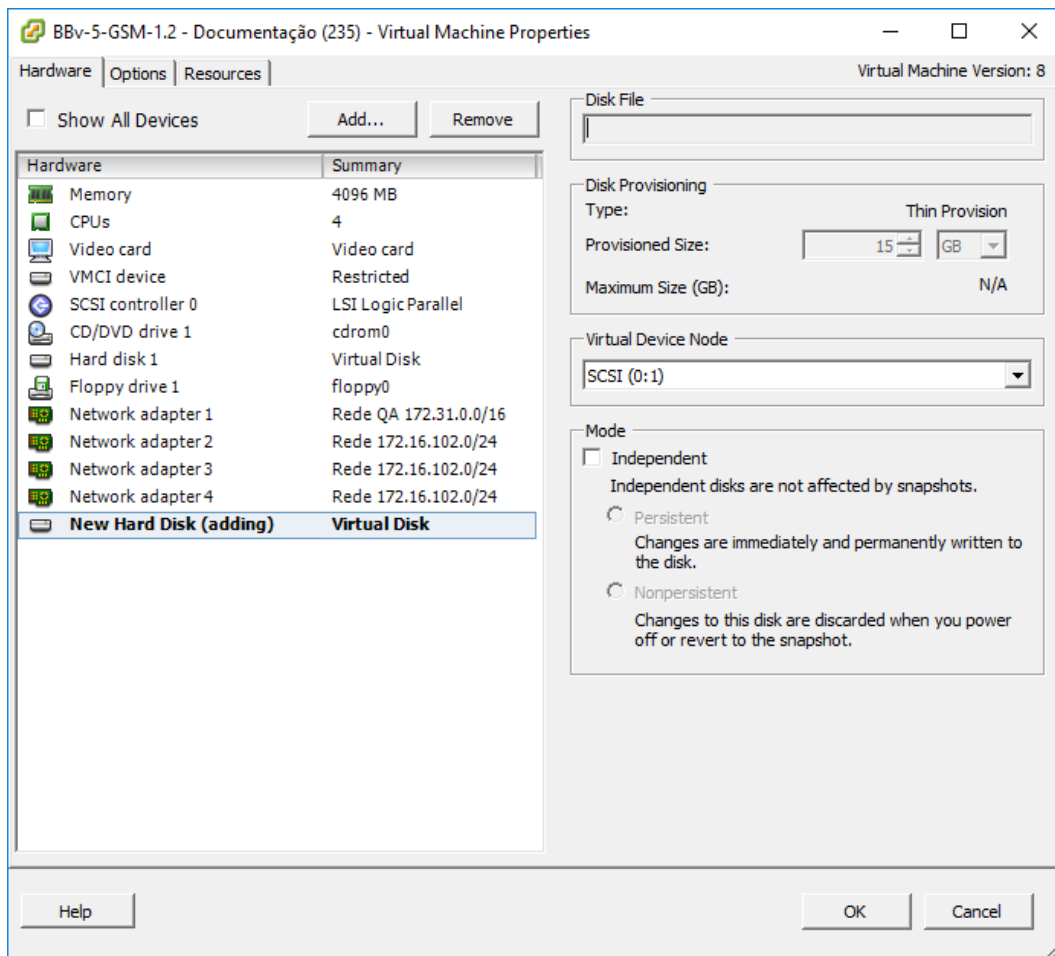 BBv-5-GSM-1.2 - Documentação (235) - Virtual Machine Properties
Hardware Options Resources Virtual Machine Version: 8
Show All Devices Add... Remove
Hardware Summary
Memory 4096 MB
CPUs 4
Video card Video card
VMCI device Restricted
SCSI controller 0 LSI Logic Parallel
CD/DVD drive 1 cdrom0
Hard disk 1 Virtual Disk
Floppy drive 1 floppy0
Network adapter 1 Rede QA 172.31.0.0/16
Network adapter 2 Rede 172.16.102.0/24
Network adapter 3 Rede 172.16.102.0/24
Network adapter 4 Rede 172.16.102.0/24
New Hard Disk (adding) Virtual Disk
Disk File
Disk Provisioning
Type: Thin Provision
Provisioned Size: 15 GB
Maximum Size (GB): N/A
Virtual Device Node
SCSI (0:1)
Mode
Independent
Independent disks are not affected by snapshots.
Persistent
Changes are immediately and permanently written to
the disk.
Nonpersistent
Changes to this disk are discarded when you power
off or revert to the snapshot.
Help OK Cancel